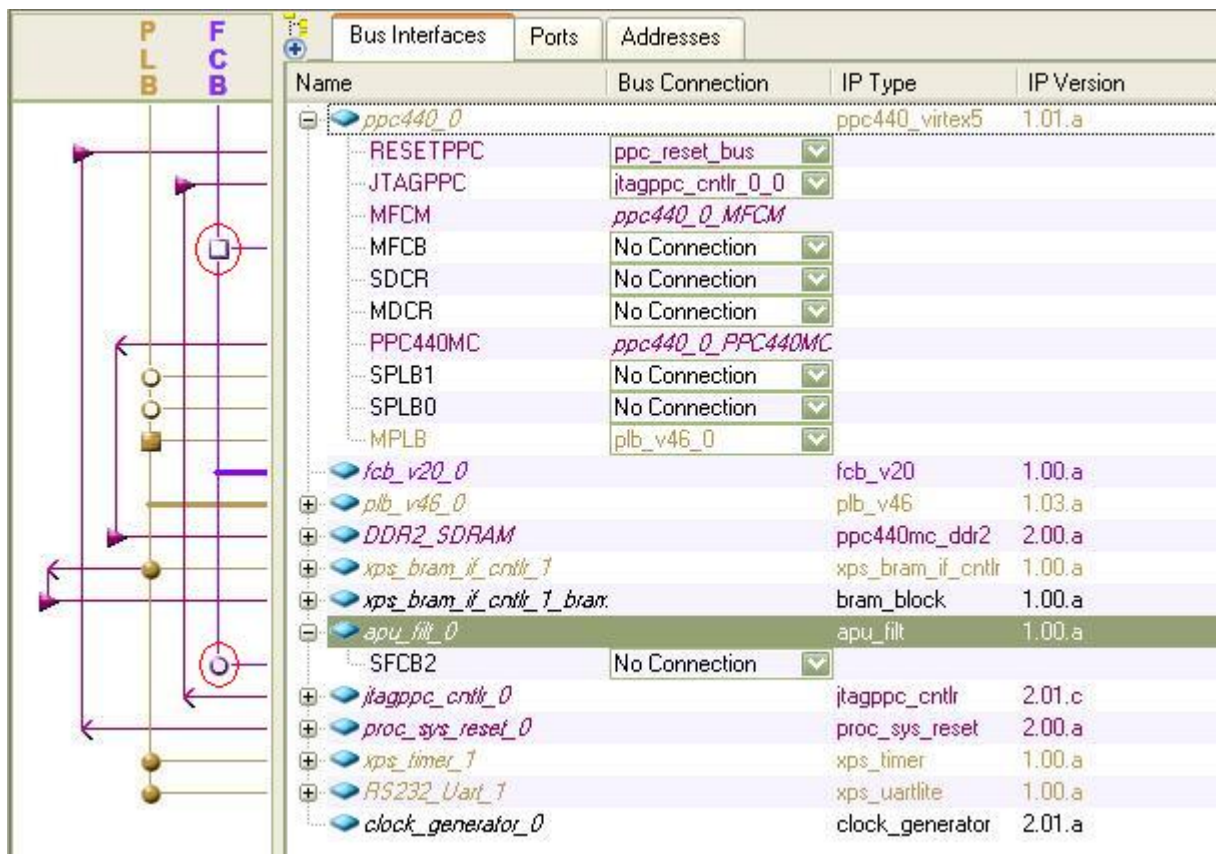 PLB
FCB
Bus Interfaces Ports Addresses
Name Bus Connection IP Type IP Version
ppc440_0 ppc440_virtex5 1.01.a
RESETPPC ppc_reset_bus
JTAGPPC jtagppc_cntlr_0_0
MFCM ppc440_0_MFCM
MFCB No Connection
SDCR No Connection
MDCR No Connection
PPC440MC ppc440_0_PPC440MC
SPLB1 No Connection
SPLB0 No Connection
MPLB plb_v46_0
fcb_v20_0 fcb_v20 1.00.a
plb_v46_0 plb_v46 1.03.a
DDR2_SDRAM ppc440mc_ddr2 2.00.a
xps_bram_if_cntlr_1 xps_bram_if_cntlr 1.00.a
xps_bram_if_cntlr_1_bram bram_block 1.00.a
apu_filt_0 apu_filt 1.00.a
SFCB2 No Connection
jtagppc_cntlr_0 jtagppc_cntlr 2.01.c
proc_sys_reset_0 proc_sys_reset 2.00.a
xps_timer_1 xps_timer 1.00.a
RS232_Uart_1 xps_uartlite 1.00.a
clock_generator_0 clock_generator 2.01.a